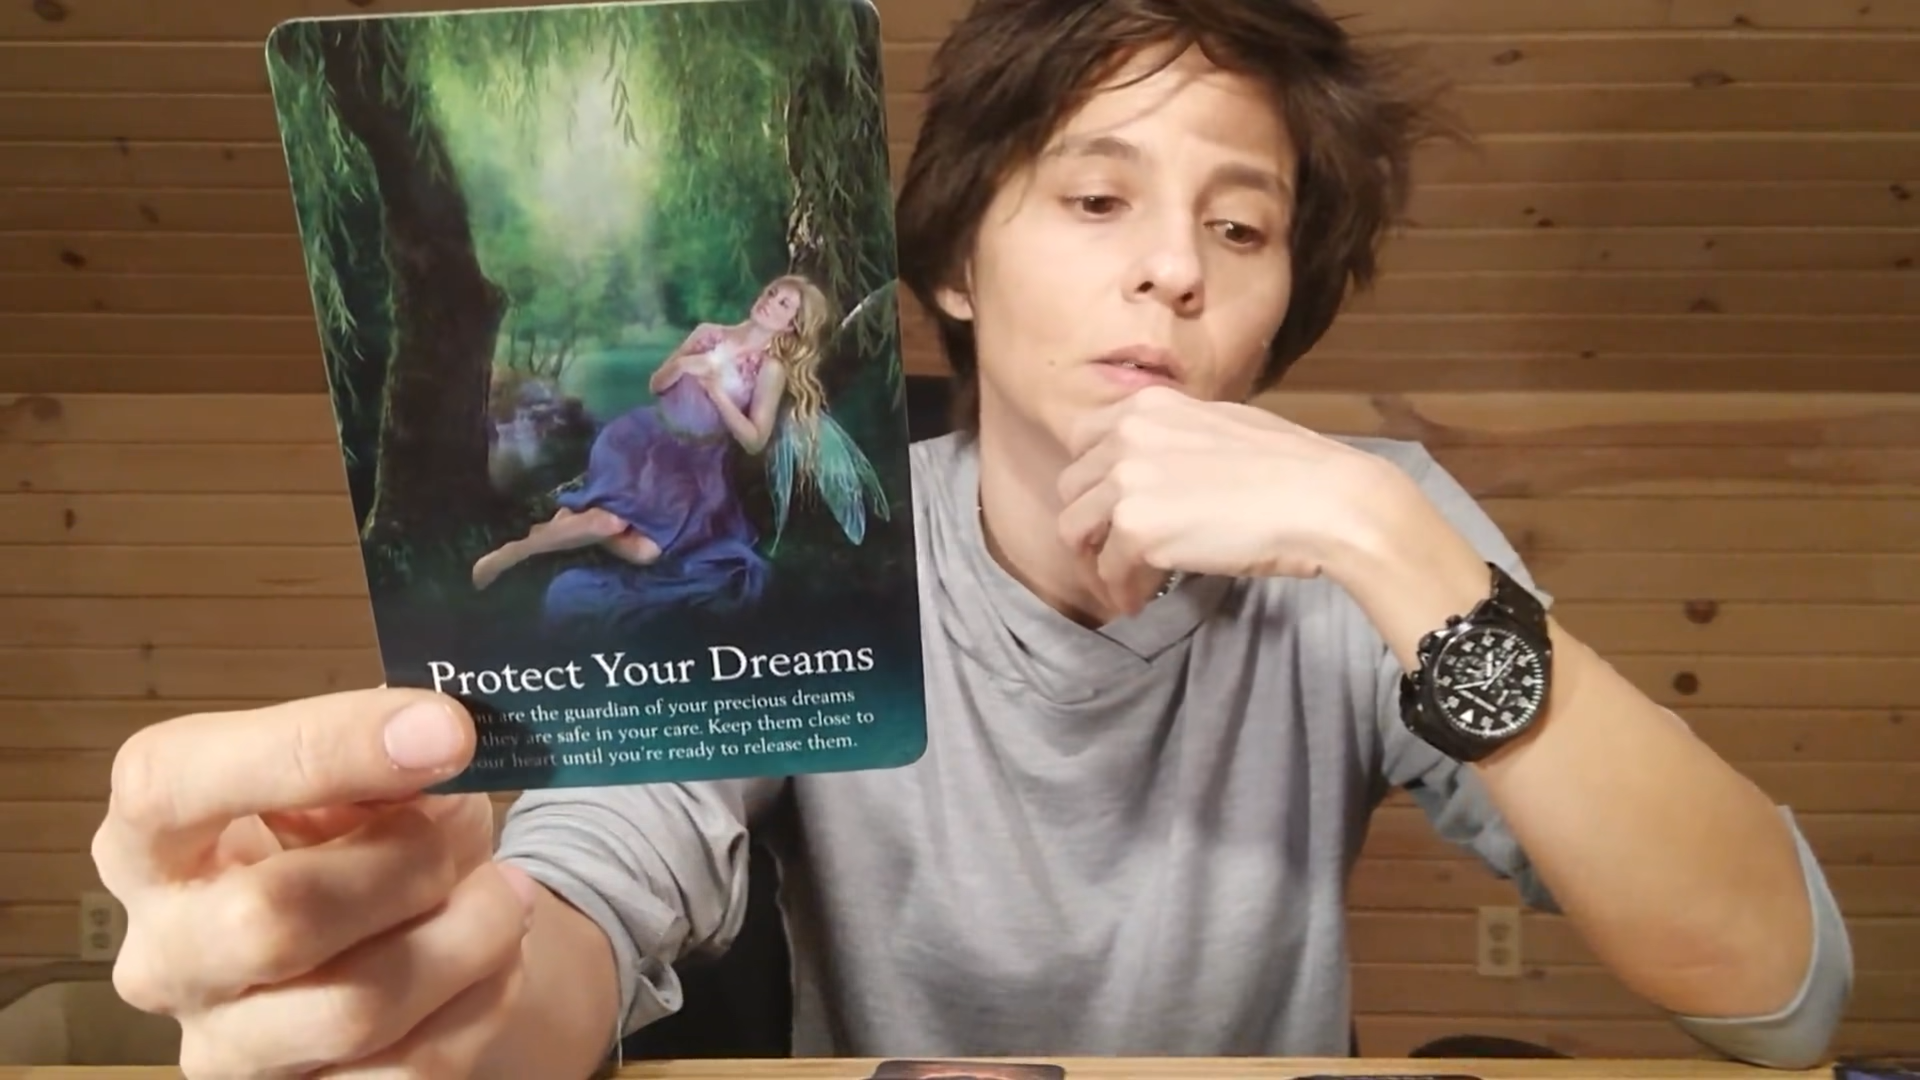 Protect Your Dreams
are the guardian of your precious dreams
they are safe in your care. Keep them close to
your heart until you're ready to release them.